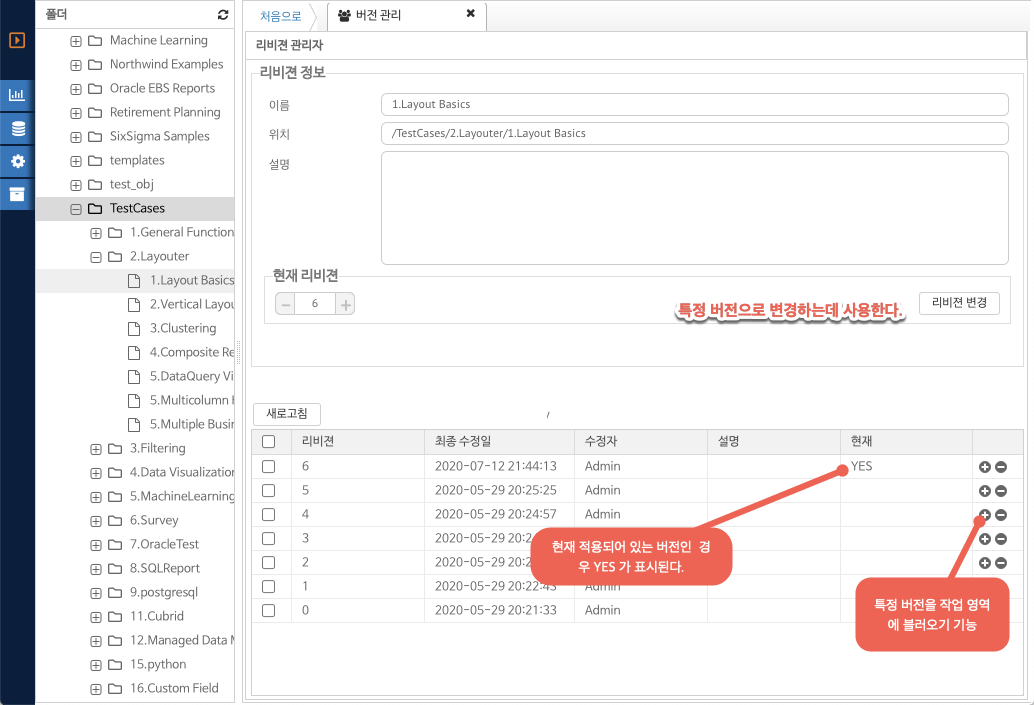 폴더
Machine Learning
Northwind Examples
Oracle EBS Reports
Retirement Planning
SixSigma Samples
templates
test_obj
TestCases
1.General Function
2.Layouter
1.Layout Basics
2.Vertical Layou
3.Clustering
4.Composite Re
5.DataQuery Vi
5.Multicolumn
5.Multiple Busin
3.Filtering
4.Data Visualization
5.MachineLearning
6.Survey
7.OracleTest
8.SQLReport
9.postgresql
11.Cubrid
12.Managed Data M
15.python
16.Custom Field
처음으로
버전 관리
리비젼 관리자
리비젼 정보
이름
1.Layout Basics
위치
/TestCases/2.Layouter/1.Layout Basics
설명
현재 리비젼
6
특정 버전으로 변경하는데 사용한다.
리비젼 변경
새로고침
/
리비젼 최종 수정일 수정자 설명 현재
6 2020-07-12 21:44:13 Admin YES
5 2020-05-29 20:25:25 Admin
4 2020-05-29 20:24:57 Admin
3 2020-05-29 20:2
2 2020-05-29 20:2
1 2020-05-29 20:22:43 Admin
0 2020-05-29 20:21:33 Admin
현재 적용되어 있는 버전인 경
우 YES 가 표시된다.
특정 버전을 작업 영역
에 불러오기 기능